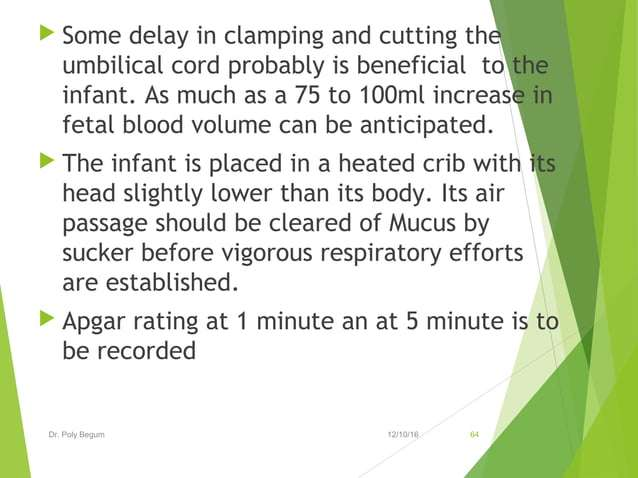 Some delay in clamping and cutting the
umbilical cord probably is beneficial  to the
infant. As much as a 75 to 100ml increase in
fetal blood volume can be anticipated.
The infant is placed in a heated crib with its
head slightly lower than its body. Its air
passage should be cleared of Mucus by
sucker before vigorous respiratory efforts
are established.
Apgar rating at 1 minute an at 5 minute is to
be recorded
Dr. Poly Begum 12/10/16 64